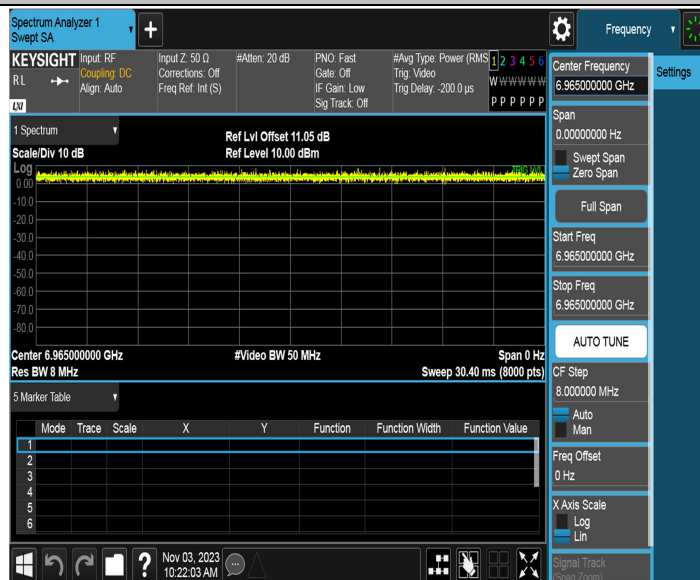 Spectrum Analyzer 1
Swept SA
Frequency
KEYSIGHT
RL
LXI
Input: RF
Coupling: DC
Align: Auto
Input Z: 50 Ω
Corrections: Off
Freq Ref: Int (S)
#Atten: 20 dB
PNO: Fast
Gate: Off
IF Gain: Low
Sig Track: Off
#Avg Type: Power (RMS
Trig: Video
Trig Delay: -200.0 µs
1 2 3 4 5 6
W W W W W W
P P P P P P
Center Frequency
6.965000000 GHz
Settings
Span
0.00000000 Hz
Swept Span
Zero Span
Full Span
Start Freq
6.965000000 GHz
Stop Freq
6.965000000 GHz
AUTO TUNE
CF Step
8.000000 MHz
Auto
Man
Freq Offset
0 Hz
X Axis Scale
Log
Lin
Signal Track
(Span Zoom)
1 Spectrum
Scale/Div 10 dB
Ref Lvl Offset 11.05 dB
Ref Level 10.00 dBm
Log
TRIG LVL
0.00
-10.0
-20.0
-30.0
-40.0
-50.0
-60.0
-70.0
-80.0
Center 6.965000000 GHz
#Video BW 50 MHz
Span 0 Hz
Res BW 8 MHz
Sweep 30.40 ms (8000 pts)
5 Marker Table
Mode Trace Scale X Y Function Function Width Function Value
1
2
3
4
5
6
?
Nov 03, 2023
10:22:03 AM